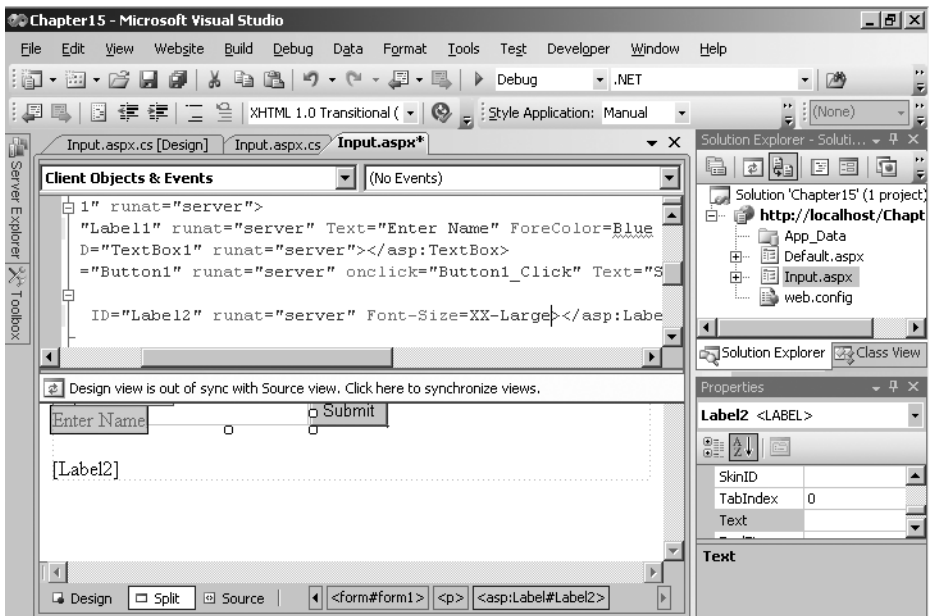 Chapter15 - Microsoft Visual Studio
File Edit View Website Build Debug Data Format Tools Test Developer Window Help
Debug .NET
XHTML 1.0 Transitional ( Style Application: Manual (None)
Server Explorer
Toolbox
Input.aspx.cs [Design] Input.aspx.cs Input.aspx*
Client Objects & Events (No Events)
1" runat="server">
"Label1" runat="server" Text="Enter Name" ForeColor=Blue
D="TextBox1" runat="server"></asp:TextBox>
="Button1" runat="server" onclick="Button1_Click" Text="S
ID="Label2" runat="server" Font-Size=XX-Large></asp:Labe
Design view is out of sync with Source view. Click here to synchronize views.
Enter Name Submit
[Label2]
Design Split Source <form#form1> <p> <asp:Label#Label2>
Solution Explorer - Soluti...
Solution 'Chapter15' (1 project)
http://localhost/Chapt
App_Data
Default.aspx
Input.aspx
web.config
Solution Explorer Class View
Properties
Label2 <LABEL>
SkinID
TabIndex 0
Text
Text